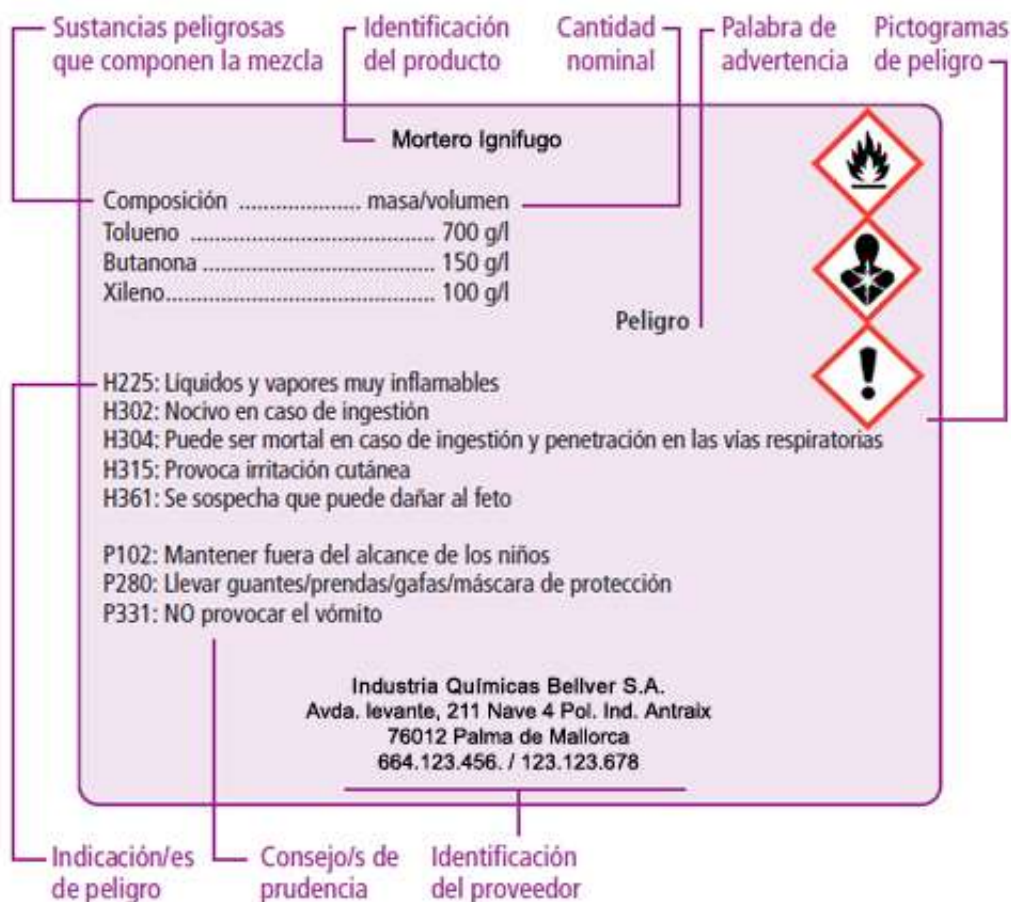 Sustancias peligrosas
que componen la mezcla
Identificación
del producto
Cantidad
nominal
Palabra de
advertencia
Pictogramas
de peligro
Mortero Ignifugo
Composición ..................... masa/volumen
Tolueno ........................................ 700 g/l
Butanona ...................................... 150 g/l
Xileno............................................ 100 g/l
Peligro
H225: Líquidos y vapores muy inflamables
H302: Nocivo en caso de ingestión
H304: Puede ser mortal en caso de ingestión y penetración en las vías respiratorias
H315: Provoca irritación cutánea
H361: Se sospecha que puede dañar al feto
P102: Mantener fuera del alcance de los niños
P280: Llevar guantes/prendas/gafas/máscara de protección
P331: NO provocar el vómito
Industria Químicas Bellver S.A.
Avda. levante, 211 Nave 4 Pol. Ind. Antraix
76012 Palma de Mallorca
664.123.456. / 123.123.678
Indicación/es
de peligro
Consejo/s de
prudencia
Identificación
del proveedor